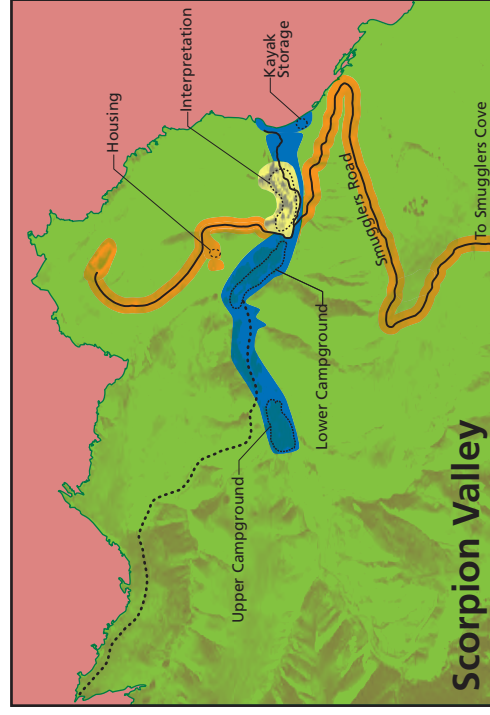 Housing
Interpretation
Kayak
Storage
Smugglers Road
To Smugglers Cove
Lower Campground
Upper Campground
Scorpion Valley